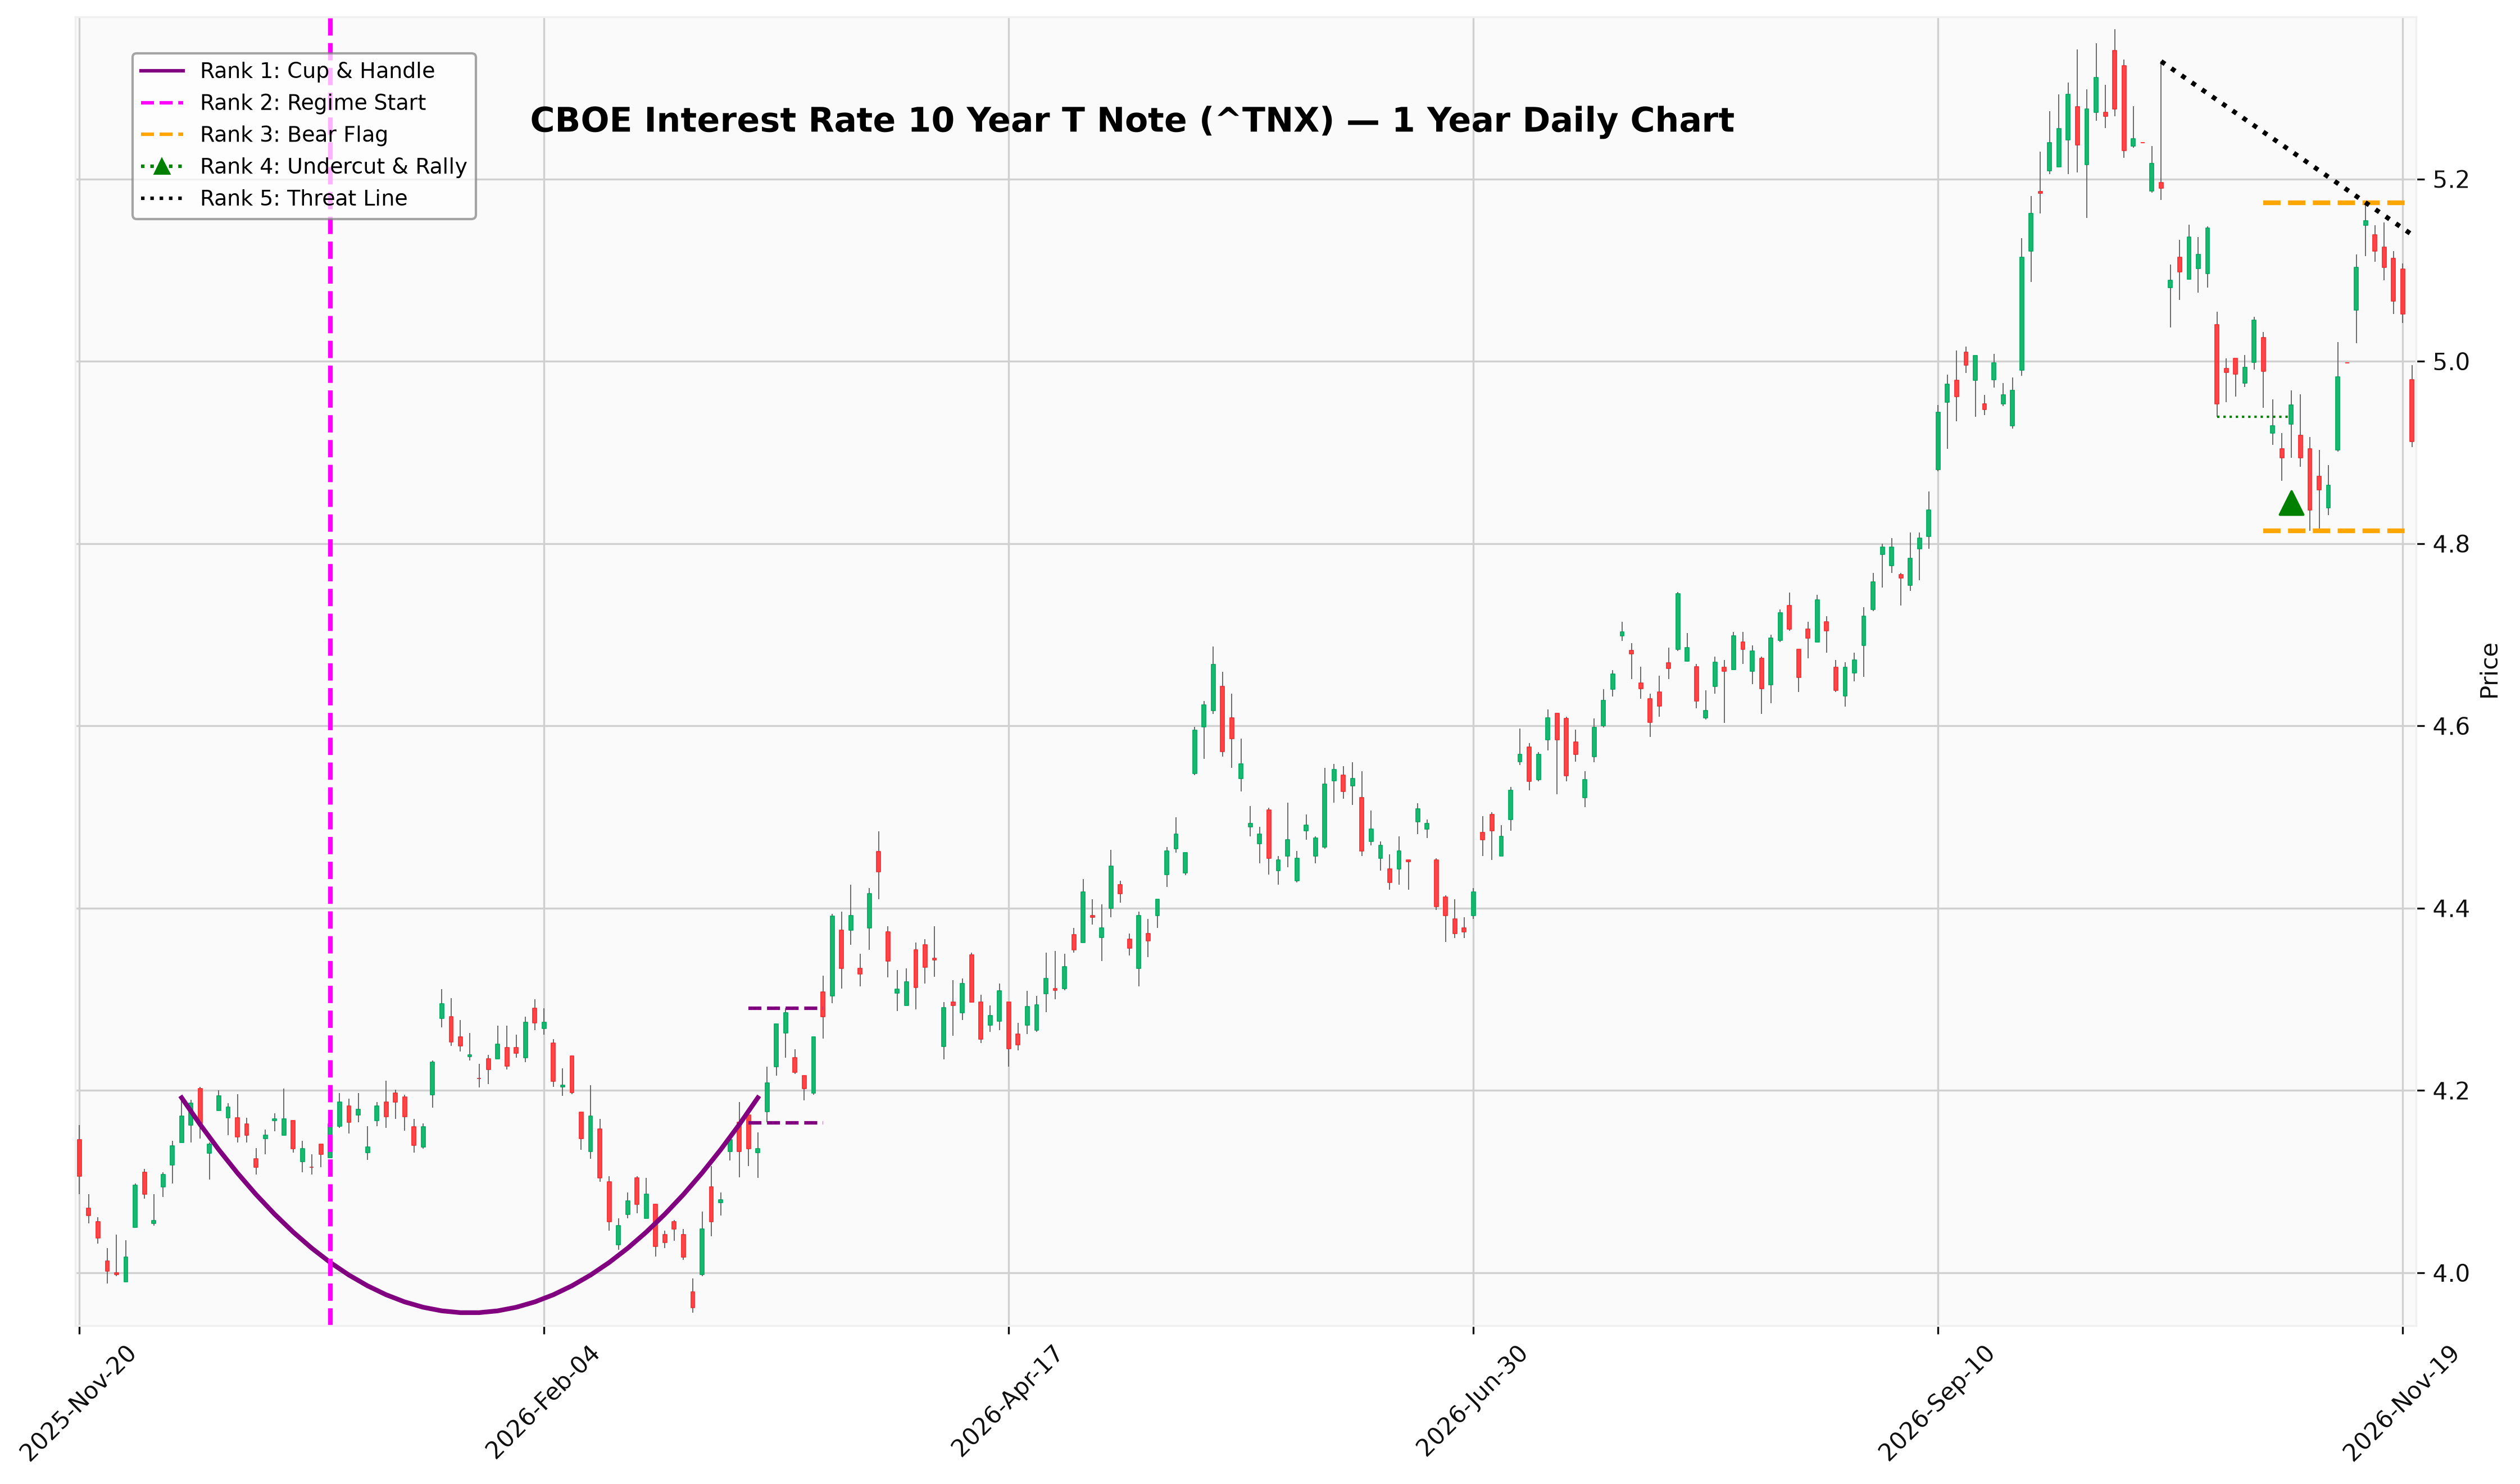 CBOE Interest Rate 10 Year T Note (^TNX) — 1 Year Daily Chart
Rank 1: Cup & Handle
Rank 2: Regime Start
Rank 3: Bear Flag
Rank 4: Undercut & Rally
Rank 5: Threat Line
5.2
5.0
4.8
4.6
4.4
4.2
4.0
Price
2025-Nov-20
2026-Feb-04
2026-Apr-17
2026-Jun-30
2026-Sep-10
2026-Nov-19